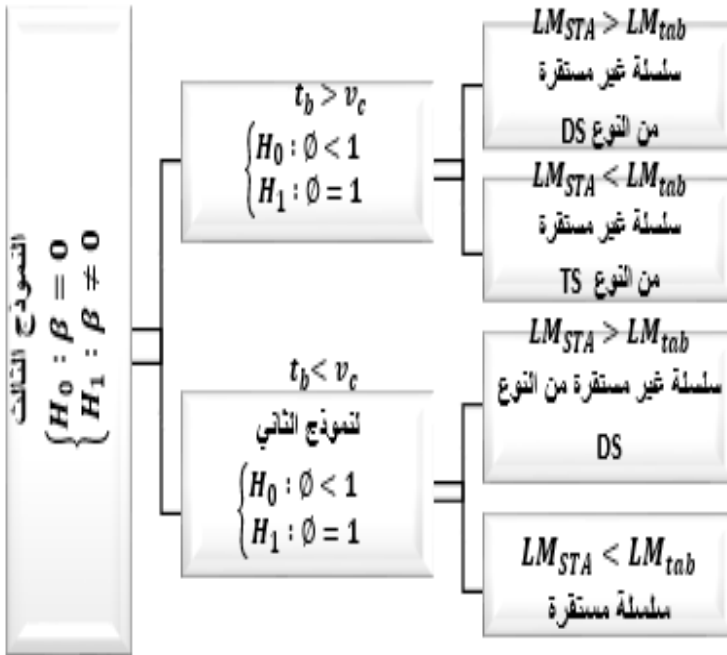 النموذج الثالث
{H₀ : β = 0
H₁ : β ≠ 0
t_b > v_c
{H₀ : ∅ < 1
H₁ : ∅ = 1
LM_STA > LM_tab
سلسلة غير مستقرة
من النوع DS
LM_STA < LM_tab
سلسلة غير مستقرة
من النوع TS
t_b < v_c
لنموذج الثاني
{H₀ : ∅ < 1
H₁ : ∅ = 1
LM_STA > LM_tab
سلسلة غير مستقرة من النوع
DS
LM_STA < LM_tab
سلسلة مستقرة